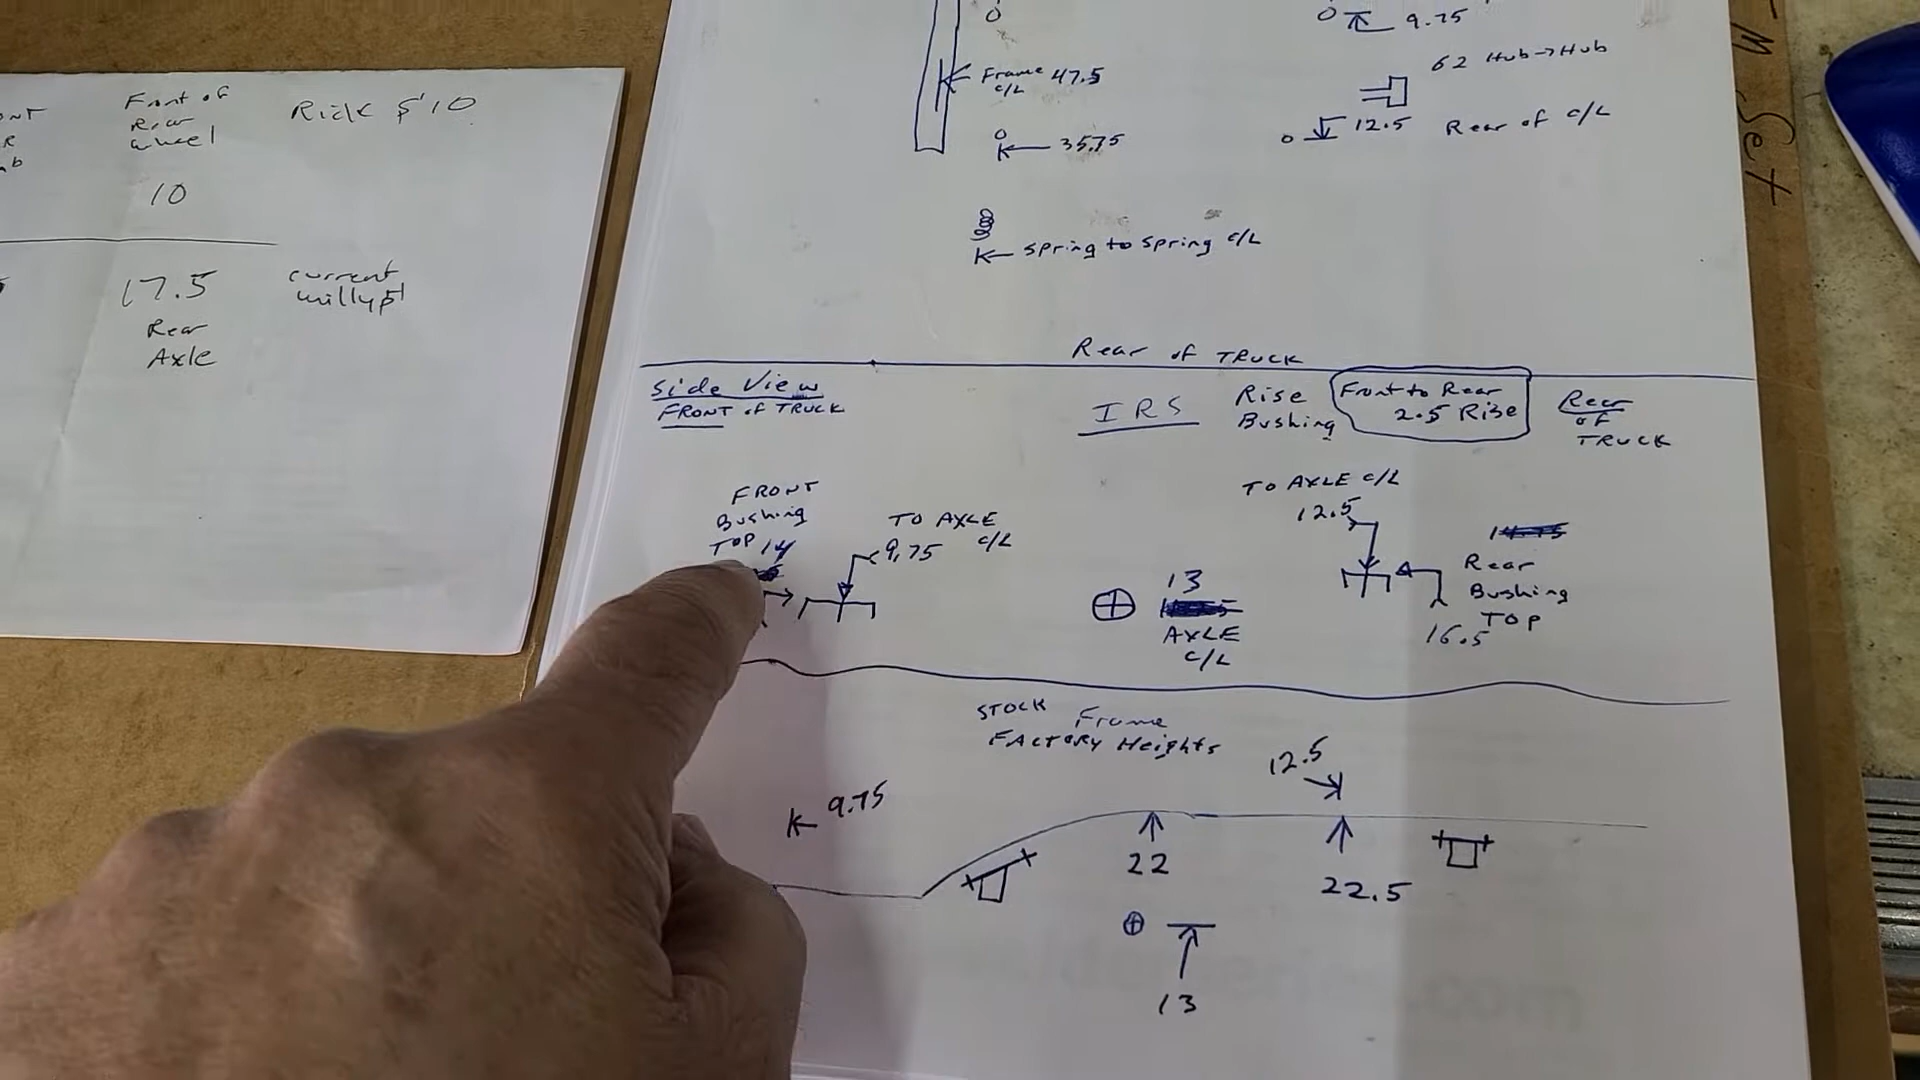 Front of
Rear
wheel
10
Rick S'10
17.5
Rear
Axle
current
9.75
62 Hub→Hub
Frame 47.5
C/L
12.5 Rear of C/L
35.75
Spring to Spring C/L
M Set
Rear of TRUCK
Side View
FRONT of TRUCK
IRS
Rise
Bushing
Front to Rear
2.5 Rise
Rear
of
TRUCK
FRONT
Bushing
TOP 14
TO AXLE
C/L
9.75
13
AXLE
C/L
TO AXLE C/L
12.5
Rear
Bushing
TOP
16.5
STOCK Frame
FACTORY Heights
12.5
9.75
22
22.5
13